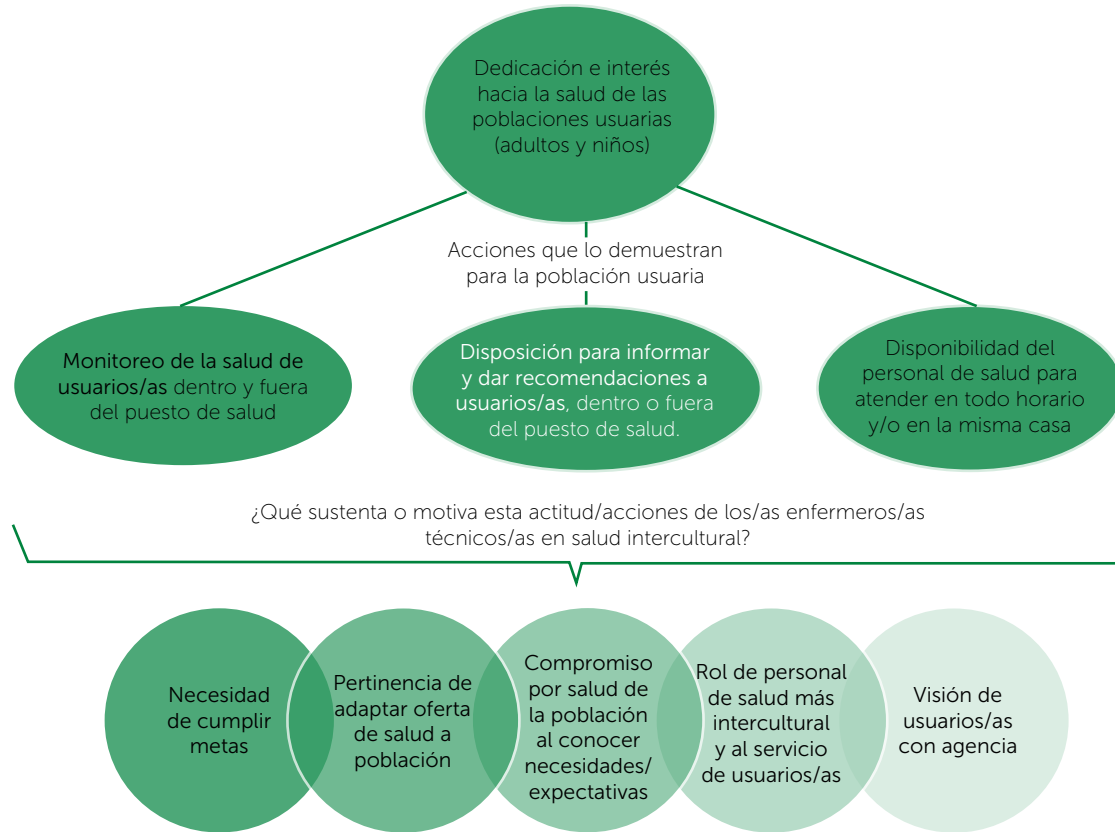 Dedicación e interés
hacia la salud de las
poblaciones usuarias
(adultos y niños)
Acciones que lo demuestran
para la población usuaria
Monitoreo de la salud de
usuarios/as dentro y fuera
del puesto de salud
Disposición para informar
y dar recomendaciones a
usuarios/as, dentro o fuera
del puesto de salud.
Disponibilidad del
personal de salud para
atender en todo horario
y/o en la misma casa
¿Qué sustenta o motiva esta actitud/acciones de los/as enfermeros/as
técnicos/as en salud intercultural?
Necesidad
de cumplir
metas
Pertinencia de
adaptar oferta
de salud a
población
Compromiso
por salud de
la población
al conocer
necesidades/
expectativas
Rol de personal
de salud más
intercultural
y al servicio
de usuarios/as
Visión de
usuarios/as
con agencia